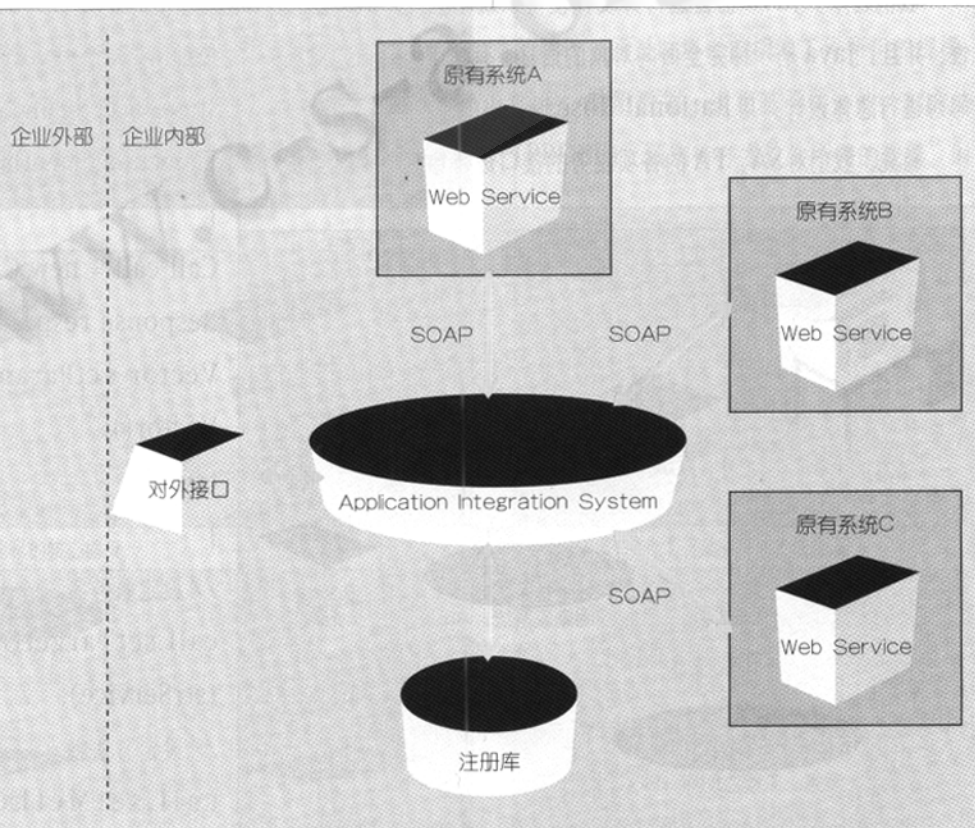 企业外部
企业内部
原有系统A
Web Service
原有系统B
Web Service
SOAP
SOAP
对外接口
Application Integration System
原有系统C
Web Service
SOAP
注册库